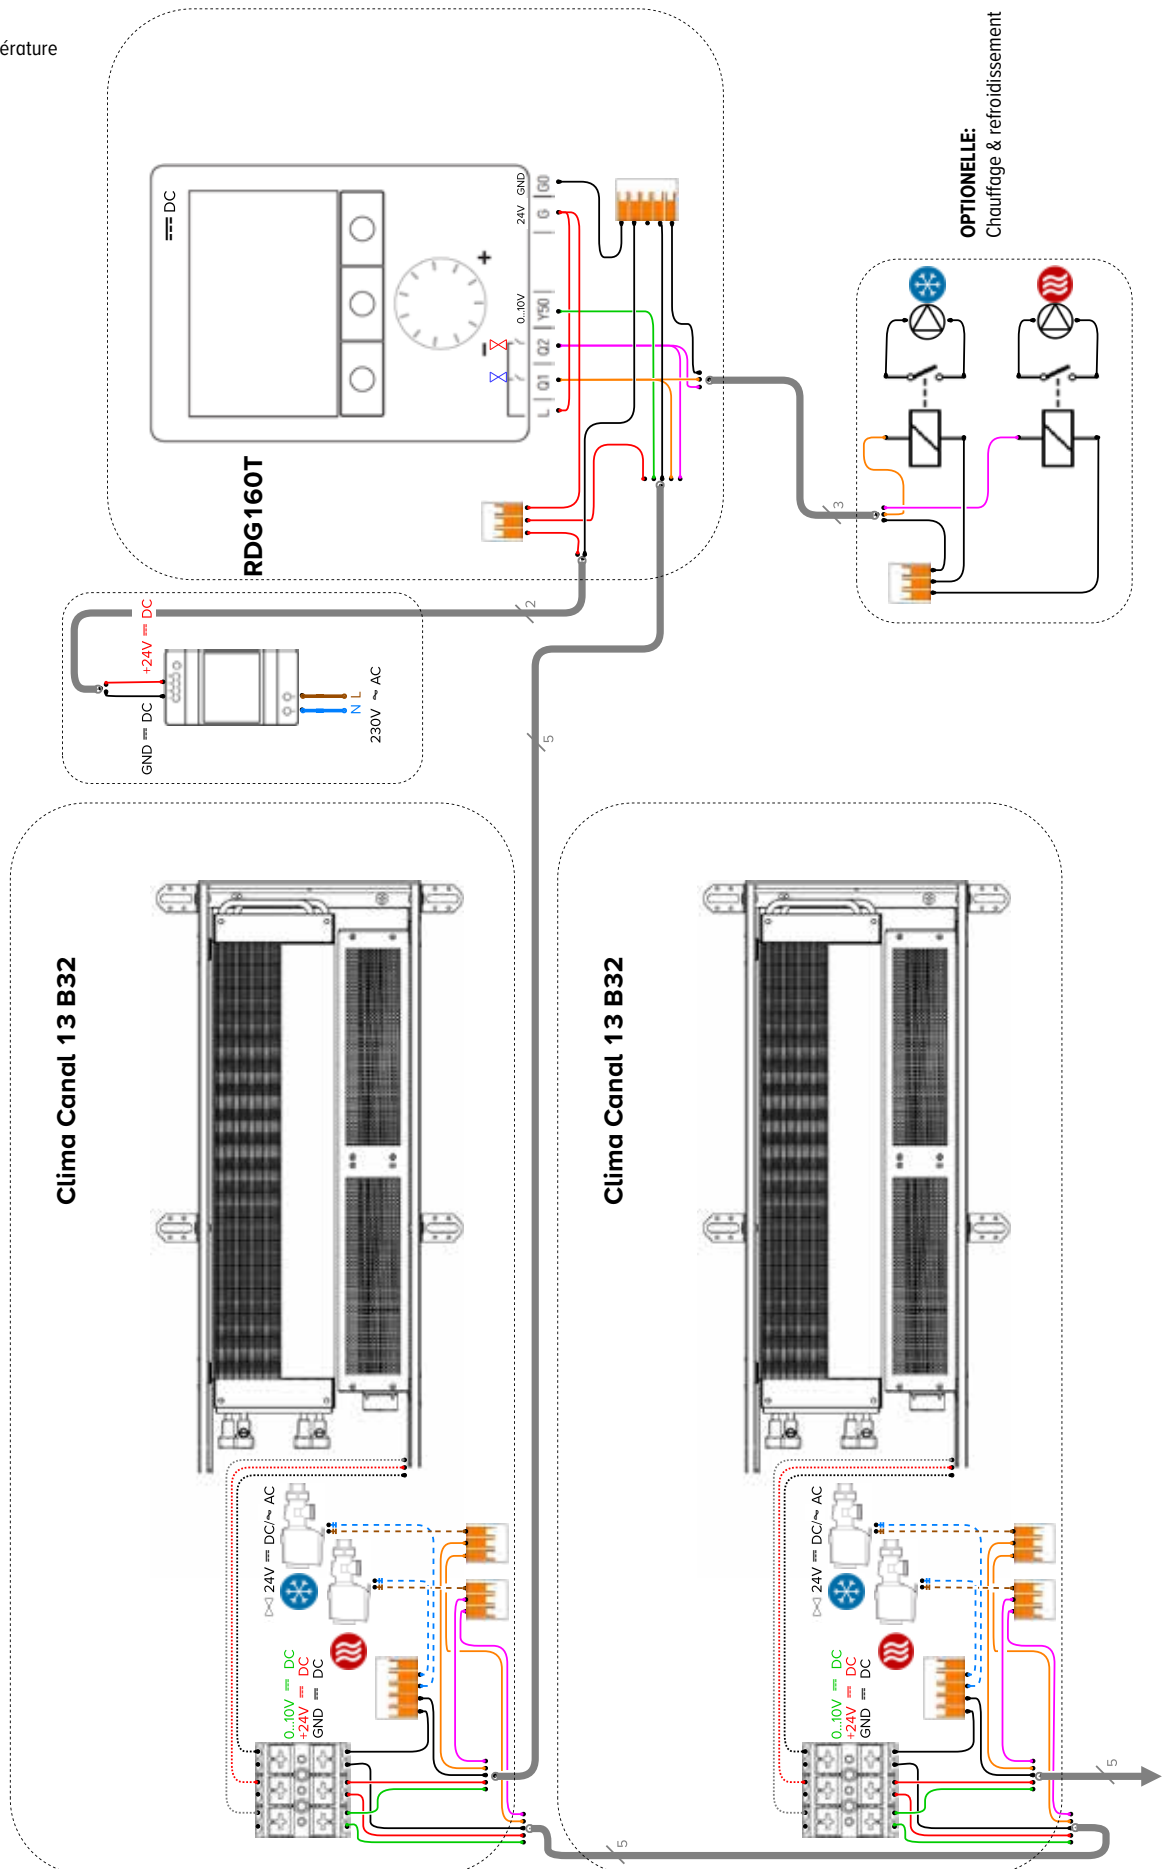 érature
⎓ DC
RDG160T
+
−
L
Q1
Q2
Y50
0...10V
G
24V
G0
GND
OPTIONELLE:
Chauffage & refroidissement
3
2
+24V ⎓ DC
GND ⎓ DC
N
L
230V ~ AC
5
Clima Canal 13 B32
24V ⎓ DC/~ AC
0...10V ⎓ DC
+24V ⎓ DC
GND ⎓ DC
5
Clima Canal 13 B32
24V ⎓ DC/~ AC
0...10V ⎓ DC
+24V ⎓ DC
GND ⎓ DC
5